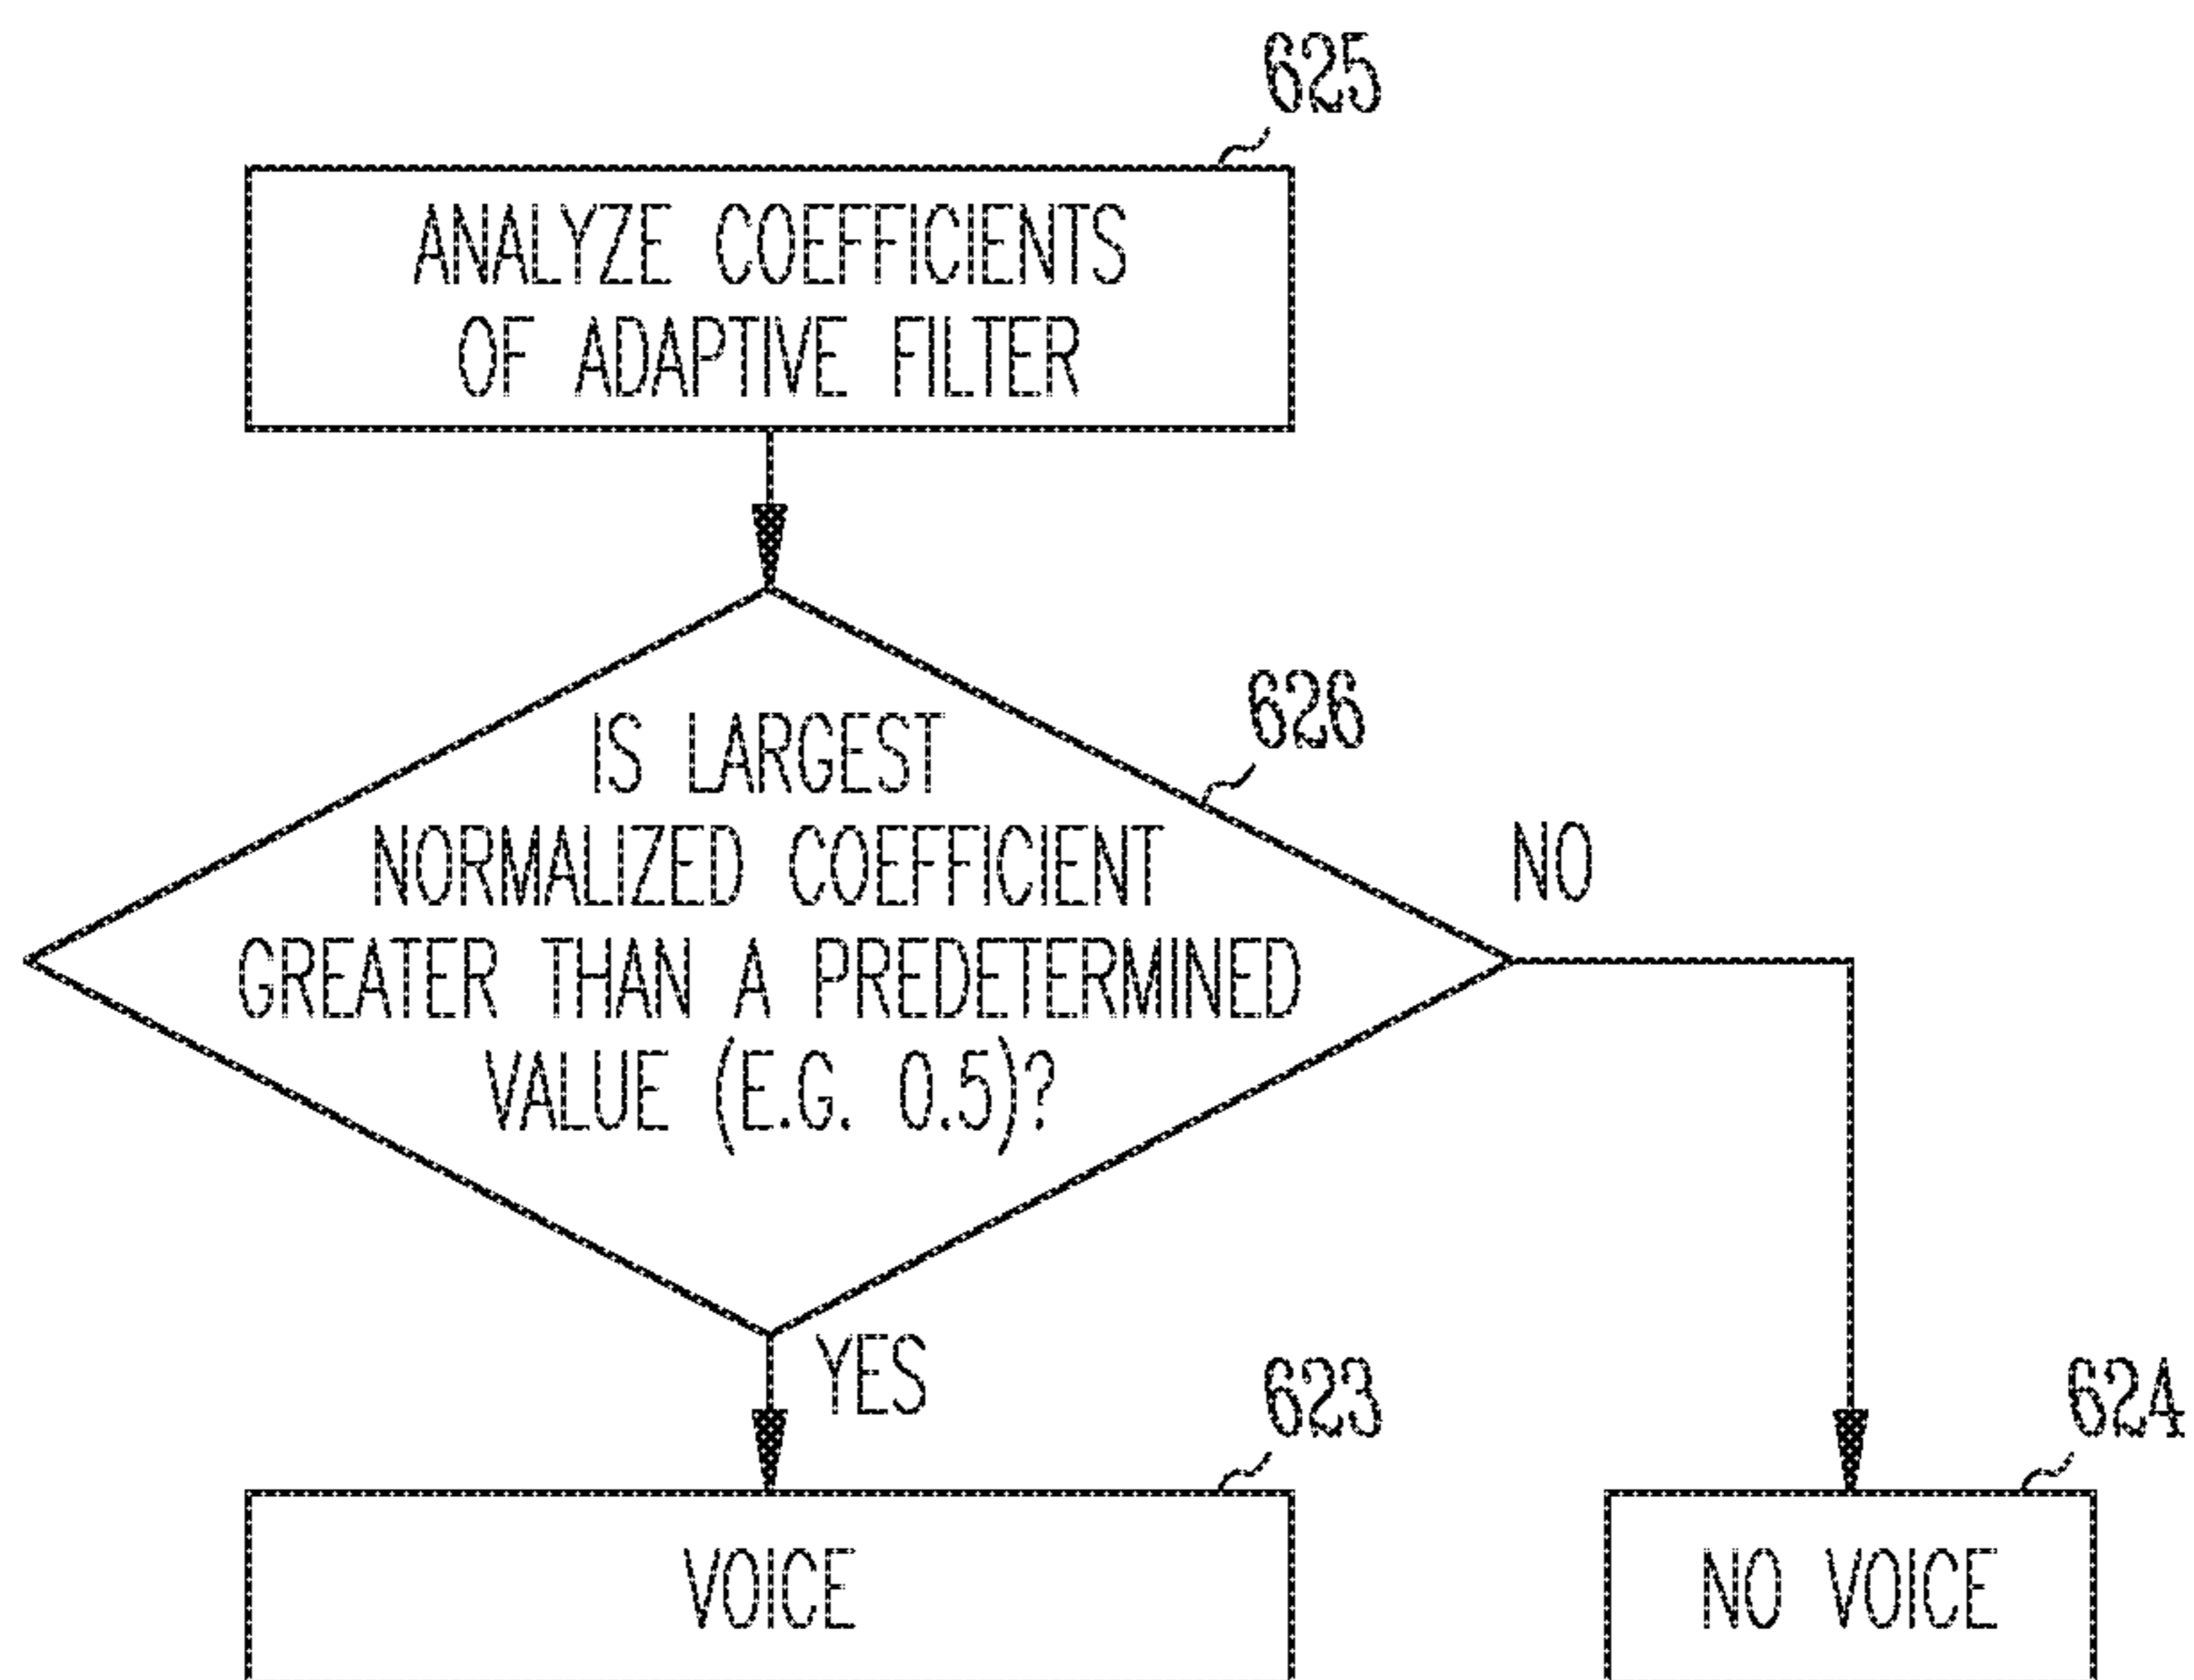 625
ANALYZE COEFFICIENTS
OF ADAPTIVE FILTER
626
IS LARGEST
NORMALIZED COEFFICIENT
GREATER THAN A PREDETERMINED
VALUE (E.G. 0.5)?
NO
YES
623
624
VOICE
NO VOICE